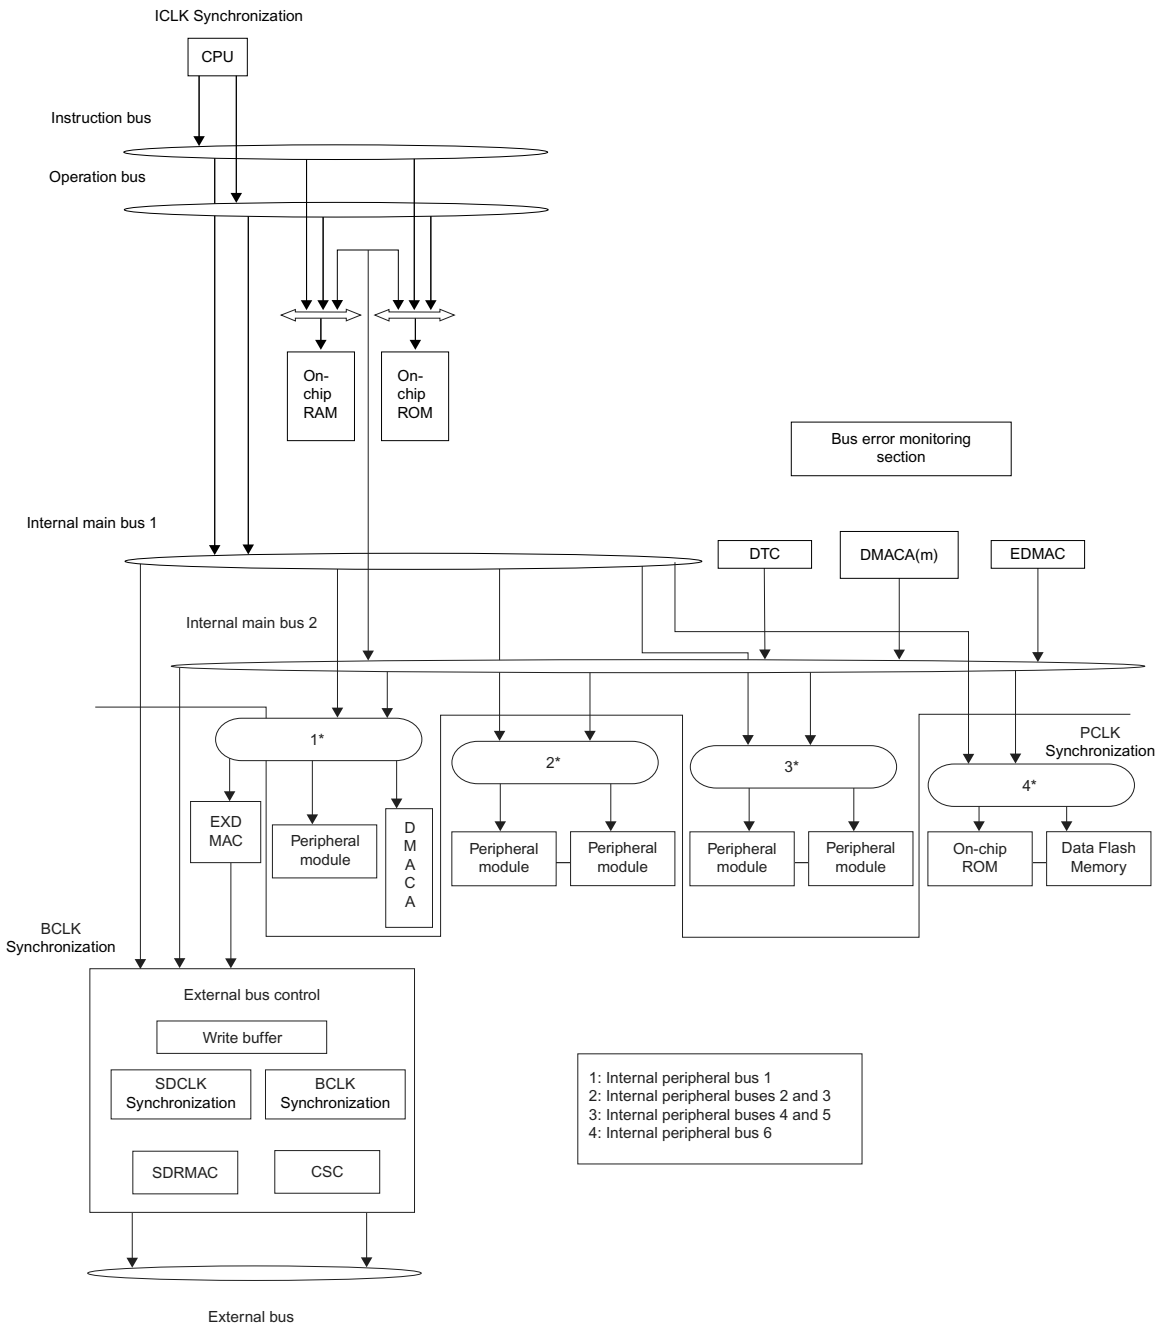 ICLK Synchronization
CPU
Instruction bus
Operation bus
On-
chip
RAM
On-
chip
ROM
Bus error monitoring
section
Internal main bus 1
DTC
DMACA(m)
EDMAC
Internal main bus 2
1*
2*
3*
4*
PCLK
Synchronization
EXD
MAC
Peripheral
module
D
M
A
C
A
Peripheral
module
Peripheral
module
Peripheral
module
Peripheral
module
On-chip
ROM
Data Flash
Memory
BCLK
Synchronization
External bus control
Write buffer
SDCLK
Synchronization
BCLK
Synchronization
SDRMAC
CSC
1: Internal peripheral bus 1
2: Internal peripheral buses 2 and 3
3: Internal peripheral buses 4 and 5
4: Internal peripheral bus 6
External bus